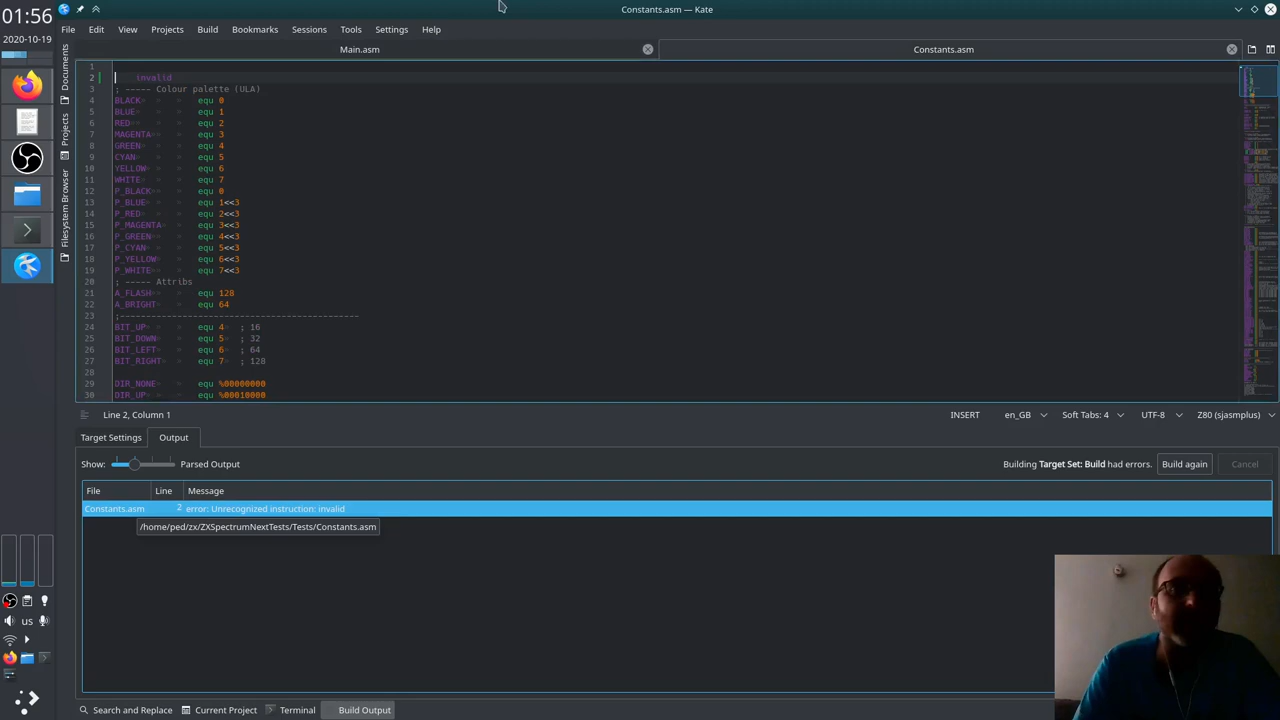 01:56
2020-10-19
Constants.asm — Kate
File Edit View Projects Build Bookmarks Sessions Tools Settings Help
Documents
Projects
Filesystem Browser
Main.asm
Constants.asm
1
2 invalid
3 ; ----- Colour palette (ULA)
4 BLACK equ 0
5 BLUE equ 1
6 RED equ 2
7 MAGENTA equ 3
8 GREEN equ 4
9 CYAN equ 5
10 YELLOW equ 6
11 WHITE equ 7
12 P_BLACK equ 0
13 P_BLUE equ 1<<3
14 P_RED equ 2<<3
15 P_MAGENTA equ 3<<3
16 P_GREEN equ 4<<3
17 P_CYAN equ 5<<3
18 P_YELLOW equ 6<<3
19 P_WHITE equ 7<<3
20 ; ----- Attribs
21 A_FLASH equ 128
22 A_BRIGHT equ 64
23 ;--------------------------------------------
24 BIT_UP equ 4 ; 16
25 BIT_DOWN equ 5 ; 32
26 BIT_LEFT equ 6 ; 64
27 BIT_RIGHT equ 7 ; 128
28
29 DIR_NONE equ %00000000
30 DIR_UP equ %00010000
Line 2, Column 1 INSERT en_GB Soft Tabs: 4 UTF-8 Z80 (sjasmplus)
Target Settings Output
Show: Parsed Output Building Target Set: Build had errors. Build again Cancel
File Line Message
Constants.asm 2 error: Unrecognized instruction: invalid
/home/ped/zx/ZXSpectrumNextTests/Tests/Constants.asm
us
Search and Replace Current Project Terminal Build Output